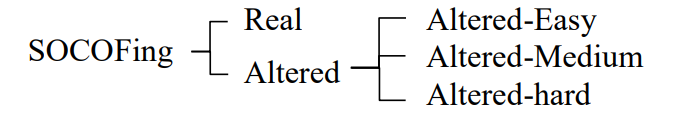 SOCOFing
Real
Altered
Altered-Easy
Altered-Medium
Altered-hard